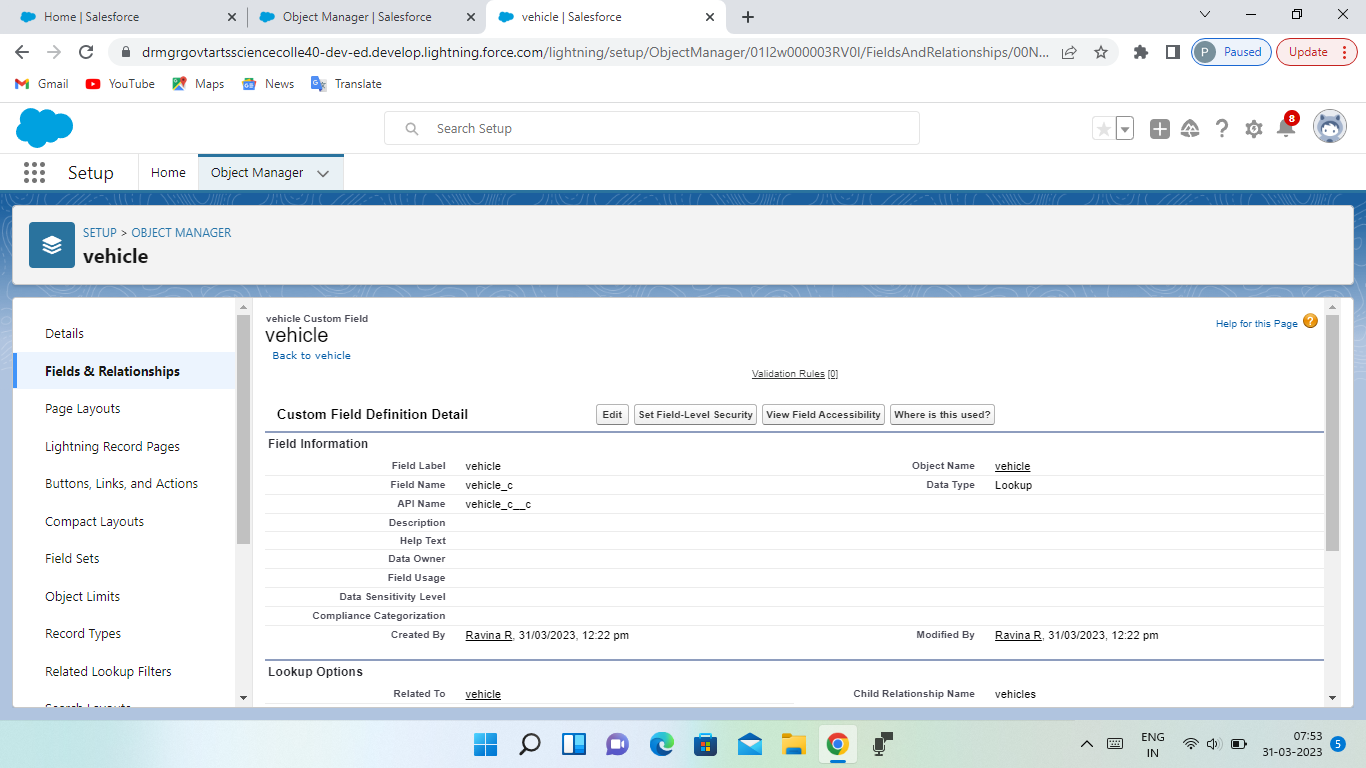 Home | Salesforce
Object Manager | Salesforce
vehicle | Salesforce
drmgrgovtartssciencecolle40-dev-ed.develop.lightning.force.com/lightning/setup/ObjectManager/01I2w000003RV0l/FieldsAndRelationships/00N...
P Paused
Update
Gmail
YouTube
Maps
News
Translate
Search Setup
8
Setup
Home
Object Manager
SETUP > OBJECT MANAGER
vehicle
Details
Fields & Relationships
Page Layouts
Lightning Record Pages
Buttons, Links, and Actions
Compact Layouts
Field Sets
Object Limits
Record Types
Related Lookup Filters
vehicle Custom Field
vehicle
Back to vehicle
Help for this Page ?
Validation Rules [0]
Custom Field Definition Detail
Edit
Set Field-Level Security
View Field Accessibility
Where is this used?
Field Information
Field Label vehicle Object Name vehicle
Field Name vehicle_c Data Type Lookup
API Name vehicle_c__c
Description
Help Text
Data Owner
Field Usage
Data Sensitivity Level
Compliance Categorization
Created By Ravina R, 31/03/2023, 12:22 pm Modified By Ravina R, 31/03/2023, 12:22 pm
Lookup Options
Related To vehicle Child Relationship Name vehicles
ENG
IN
07:53
31-03-2023
5